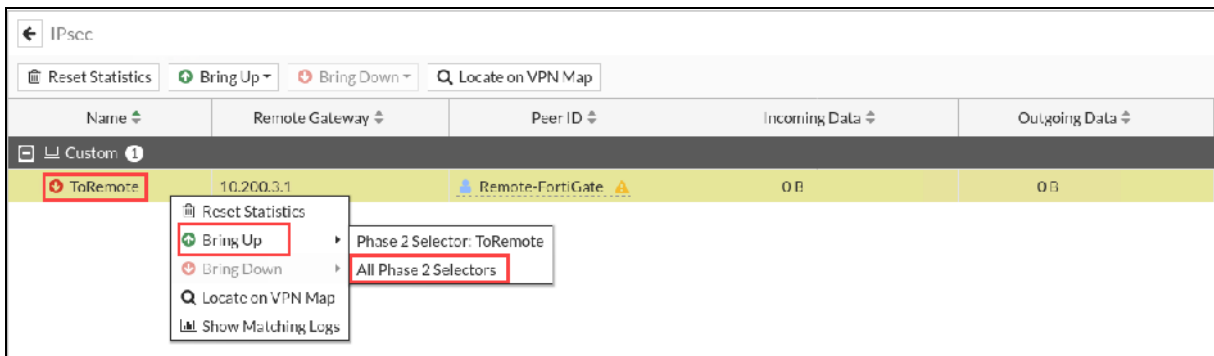 IPsec
Reset Statistics Bring Up Bring Down Locate on VPN Map
Name Remote Gateway Peer ID Incoming Data Outgoing Data
Custom 1
ToRemote 10.200.3.1 Remote-FortiGate 0 B 0 B
Reset Statistics
Bring Up Phase 2 Selector: ToRemote
Bring Down All Phase 2 Selectors
Locate on VPN Map
Show Matching Logs